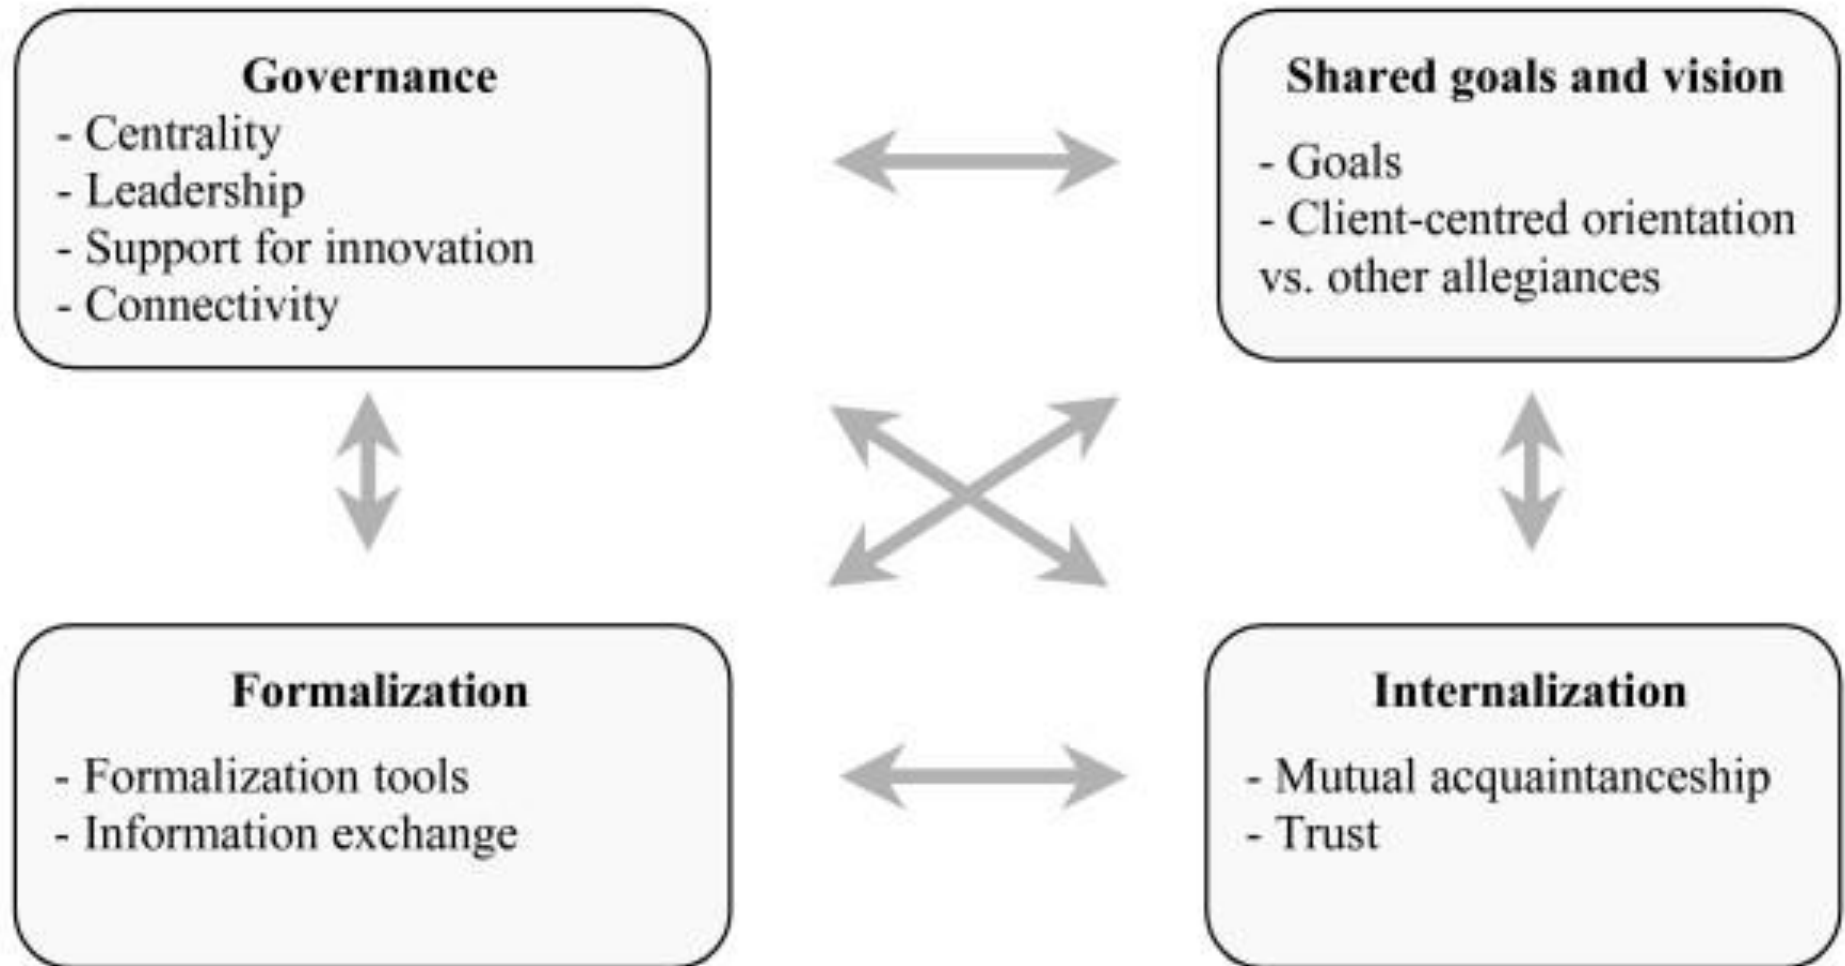 Governance
- Centrality
- Leadership
- Support for innovation
- Connectivity
Shared goals and vision
- Goals
- Client-centred orientation
vs. other allegiances
Formalization
- Formalization tools
- Information exchange
Internalization
- Mutual acquaintanceship
- Trust